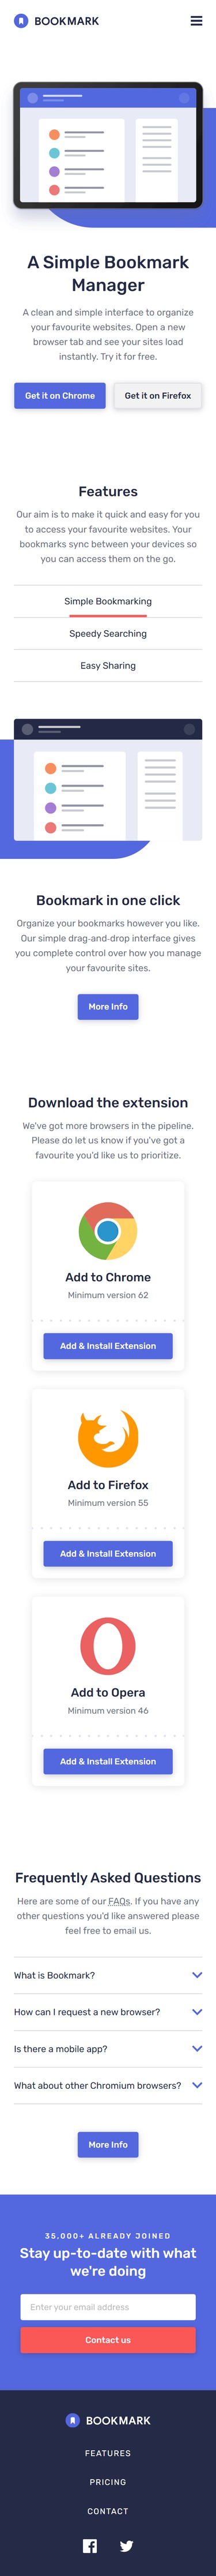 BOOKMARK
A Simple Bookmark
Manager
A clean and simple interface to organize
your favourite websites. Open a new
browser tab and see your sites load
instantly. Try it for free.
Get it on Chrome
Get it on Firefox
Features
Our aim is to make it quick and easy for you
to access your favourite websites. Your
bookmarks sync between your devices so
you can access them on the go.
Simple Bookmarking
Speedy Searching
Easy Sharing
Bookmark in one click
Organize your bookmarks however you like.
Our simple drag-and-drop interface gives
you complete control over how you manage
your favourite sites.
More Info
Download the extension
We've got more browsers in the pipeline.
Please do let us know if you've got a
favourite you'd like us to prioritize.
Add to Chrome
Minimum version 62
Add & Install Extension
Add to Firefox
Minimum version 55
Add & Install Extension
Add to Opera
Minimum version 46
Add & Install Extension
Frequently Asked Questions
Here are some of our FAQs. If you have any
other questions you'd like answered please
feel free to email us.
What is Bookmark?
How can I request a new browser?
Is there a mobile app?
What about other Chromium browsers?
More Info
35,000+ ALREADY JOINED
Stay up-to-date with what
we're doing
Enter your email address
Contact us
BOOKMARK
FEATURES
PRICING
CONTACT